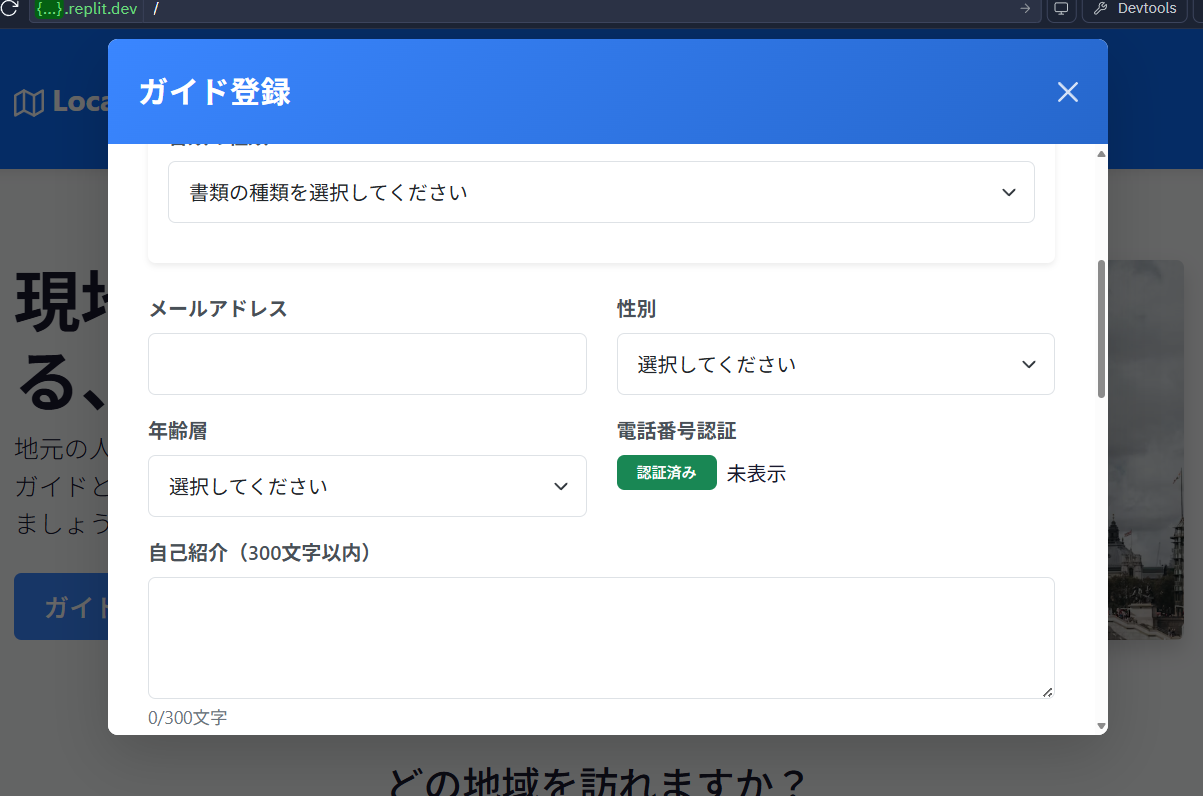 {...}.replit.dev /
Devtools
Loca
ガイド登録
書類の種類を選択してください
メールアドレス
性別
選択してください
年齢層
電話番号認証
選択してください
認証済み 未表示
自己紹介（300文字以内）
0/300文字
現地
る、
地元の人
ガイドと
ましょう
ガイド
どの地域を訪れますか？